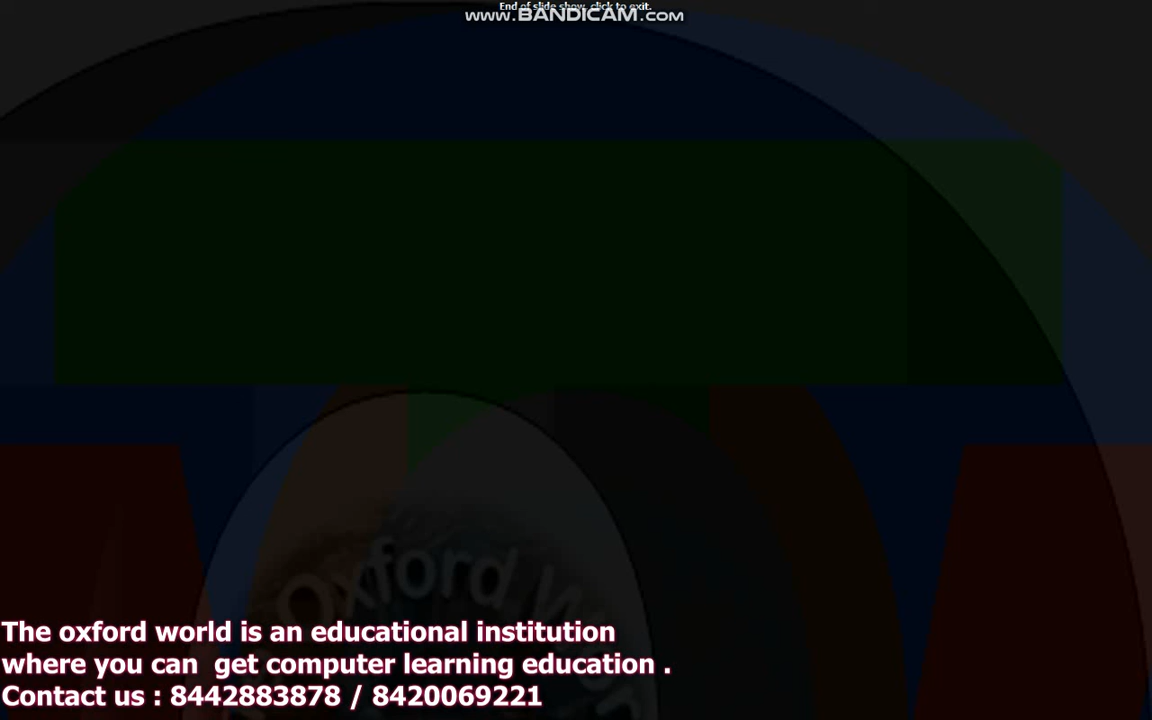 End of slide show, click to exit.
www.BANDICAM.com
Oxford Wor
The oxford world is an educational institution
where you can  get computer learning education .
Contact us : 8442883878 / 8420069221